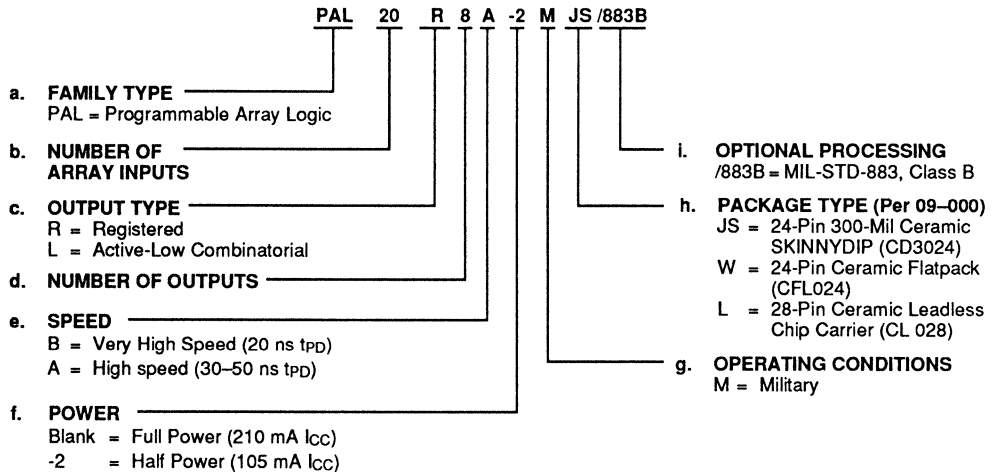 PAL 20 R 8 A -2 M JS /883B
a. FAMILY TYPE
PAL = Programmable Array Logic
b. NUMBER OF
ARRAY INPUTS
c. OUTPUT TYPE
R = Registered
L = Active-Low Combinatorial
d. NUMBER OF OUTPUTS
e. SPEED
B = Very High Speed (20 ns tPD)
A = High speed (30–50 ns tPD)
f. POWER
Blank = Full Power (210 mA ICC)
-2 = Half Power (105 mA ICC)
i. OPTIONAL PROCESSING
/883B = MIL-STD-883, Class B
h. PACKAGE TYPE (Per 09–000)
JS = 24-Pin 300-Mil Ceramic
SKINNYDIP (CD3024)
W = 24-Pin Ceramic Flatpack
(CFL024)
L = 28-Pin Ceramic Leadless
Chip Carrier (CL 028)
g. OPERATING CONDITIONS
M = Military